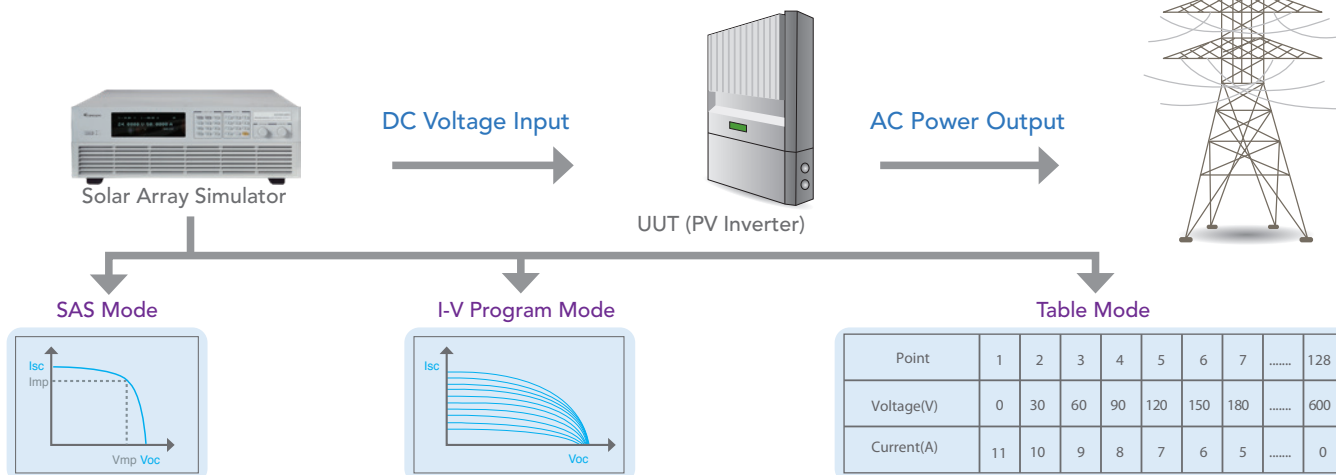 DC Voltage Input
AC Power Output
Solar Array Simulator
UUT (PV Inverter)
SAS Mode
I-V Program Mode
Table Mode
Isc
Imp
Vmp Voc
Isc
Voc
Point 1 2 3 4 5 6 7 ....... 128
Voltage(V) 0 30 60 90 120 150 180 ....... 600
Current(A) 11 10 9 8 7 6 5 ....... 0